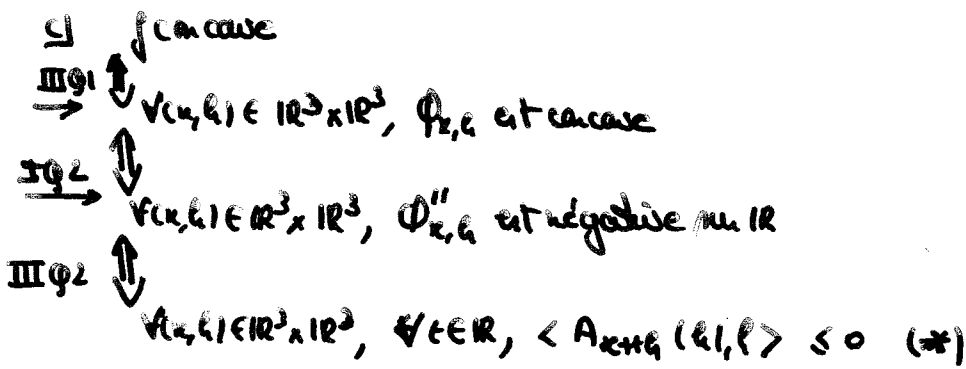 c) f concave
III Q1 → ⇕ ∀(x,h) ∈ ℝ³×ℝ³, φ_{x,h} est concave
I Q2 → ⇕ ∀(x,h) ∈ ℝ³×ℝ³, φ''_{x,h} est négative sur ℝ
III Q2 ⇕ ∀(x,h) ∈ ℝ³×ℝ³, ∀t∈ℝ, < A_{x+th}(h), h > ≤ 0 (*)